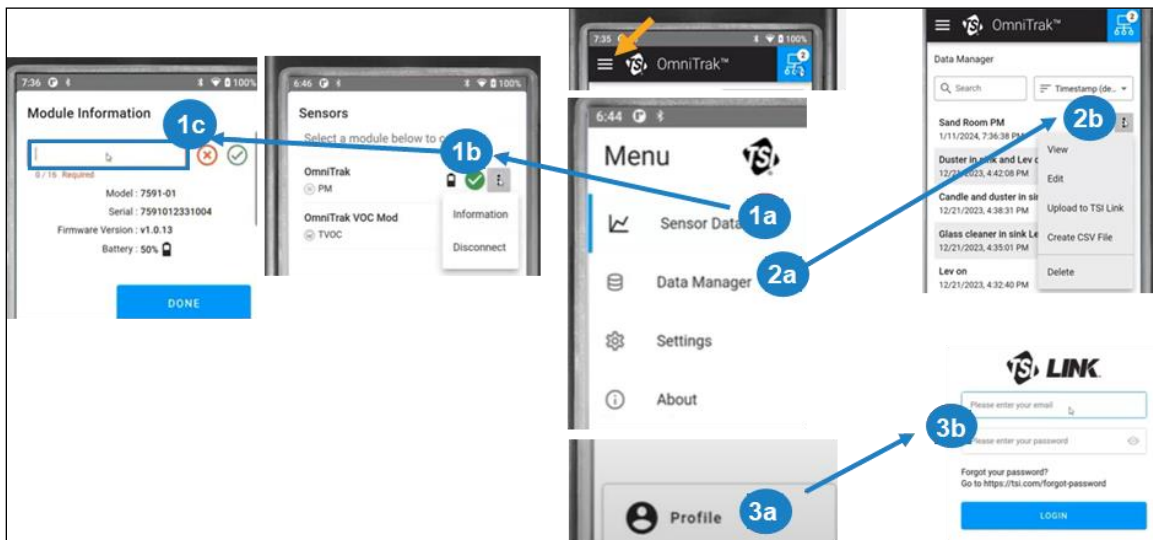 7:36
100%
Module Information
1c
0 / 16 Required
Model : 7591-01
Serial : 7591012331004
Firmware Version : v1.0.13
Battery : 50%
DONE
6:46
100%
Sensors
Select a module below to
1b
OmniTrak
PM
OmniTrak VOC Mod
TVOC
Information
Disconnect
7:35
100%
OmniTrak™
2
6:44
Menu
TSI
Sensor Data
1a
Data Manager
2a
Settings
About
Profile
3a
OmniTrak™
2
Data Manager
Search
Timestamp (de..
Sand Room PM
1/11/2024, 7:36:38 PM
2b
Duster in sink and Lev
12/21/2023, 4:42:08 PM
Candle and duster in
12/21/2023, 4:38:31 PM
Glass cleaner in sink Le
12/21/2023, 4:35:01 PM
Lev on
12/21/2023, 4:32:40 PM
View
Edit
Upload to TSI Link
Create CSV File
Delete
TSI LINK
Please enter your email
3b
Please enter your password
Forgot your password?
Go to https://tsi.com/forgot-password
LOGIN